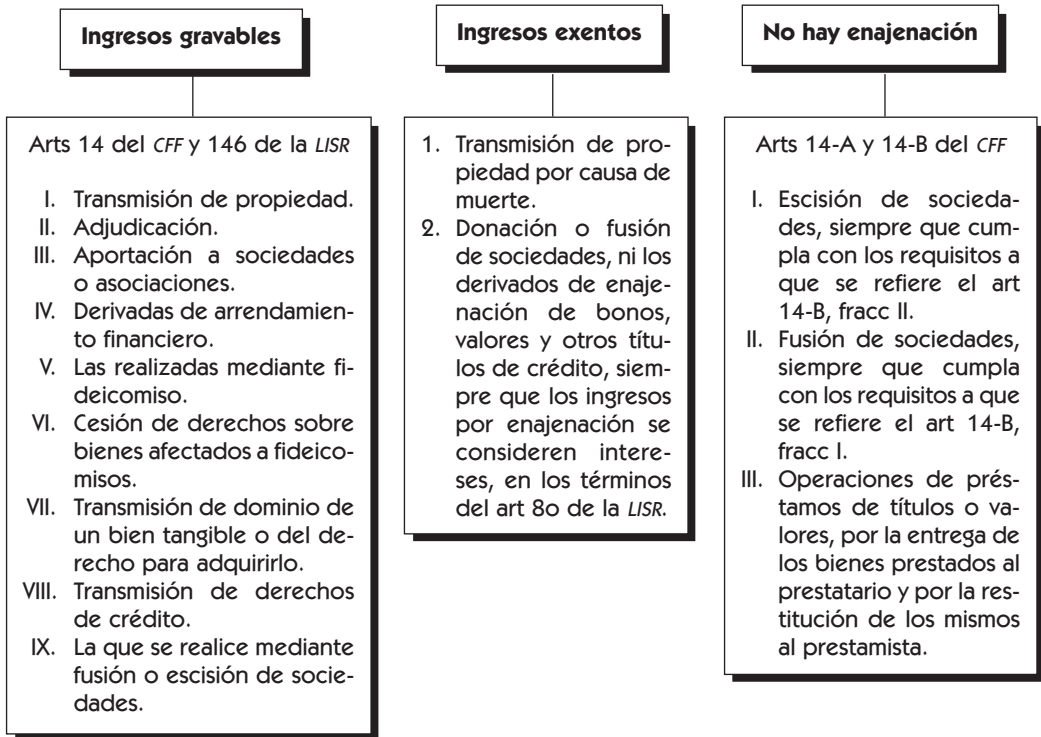 Ingresos gravables
Arts 14 del CFF y 146 de la LISR
I. Transmisión de propiedad.
II. Adjudicación.
III. Aportación a sociedades
o asociaciones.
IV. Derivadas de arrendamien-
to financiero.
V. Las realizadas mediante fi-
deicomiso.
VI. Cesión de derechos sobre
bienes afectados a fideico-
misos.
VII. Transmisión de dominio de
un bien tangible o del de-
recho para adquirirlo.
VIII. Transmisión de derechos
de crédito.
IX. La que se realice mediante
fusión o escisión de socie-
dades.
Ingresos exentos
1. Transmisión de pro-
piedad por causa de
muerte.
2. Donación o fusión
de sociedades, ni los
derivados de enaje-
nación de bonos,
valores y otros títu-
los de crédito, siem-
pre que los ingresos
por enajenación se
consideren intere-
ses, en los términos
del art 8o de la LISR.
No hay enajenación
Arts 14-A y 14-B del CFF
I. Escisión de socieda-
des, siempre que cum-
pla con los requisitos a
que se refiere el art
14-B, fracc II.
II. Fusión de sociedades,
siempre que cumpla
con los requisitos a que
se refiere el art 14-B,
fracc I.
III. Operaciones de prés-
tamos de títulos o va-
lores, por la entrega de
los bienes prestados al
prestatario y por la res-
titución de los mismos
al prestamista.